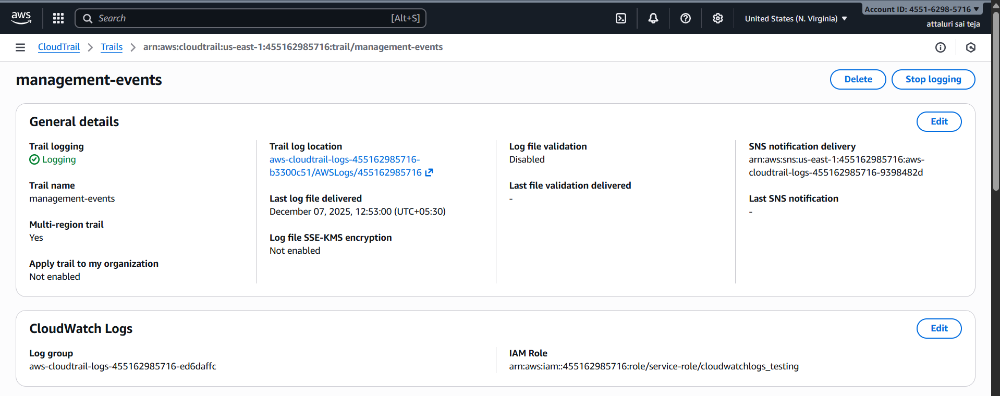 aws
Search
[Alt+S]
United States (N. Virginia)
Account ID: 4551-6298-5716
attaluri sai teja
CloudTrail
Trails
arn:aws:cloudtrail:us-east-1:455162985716:trail/management-events
management-events
Delete
Stop logging
General details
Edit
Trail logging
Logging
Trail name
management-events
Multi-region trail
Yes
Apply trail to my organization
Not enabled
Trail log location
aws-cloudtrail-logs-455162985716-
b3300c51/AWSLogs/455162985716
Last log file delivered
December 07, 2025, 12:53:00 (UTC+05:30)
Log file SSE-KMS encryption
Not enabled
Log file validation
Disabled
Last file validation delivered
-
SNS notification delivery
arn:aws:sns:us-east-1:455162985716:aws-
cloudtrail-logs-455162985716-9398482d
Last SNS notification
-
CloudWatch Logs
Edit
Log group
aws-cloudtrail-logs-455162985716-ed6daffc
IAM Role
arn:aws:iam::455162985716:role/service-role/cloudwatchlogs_testing